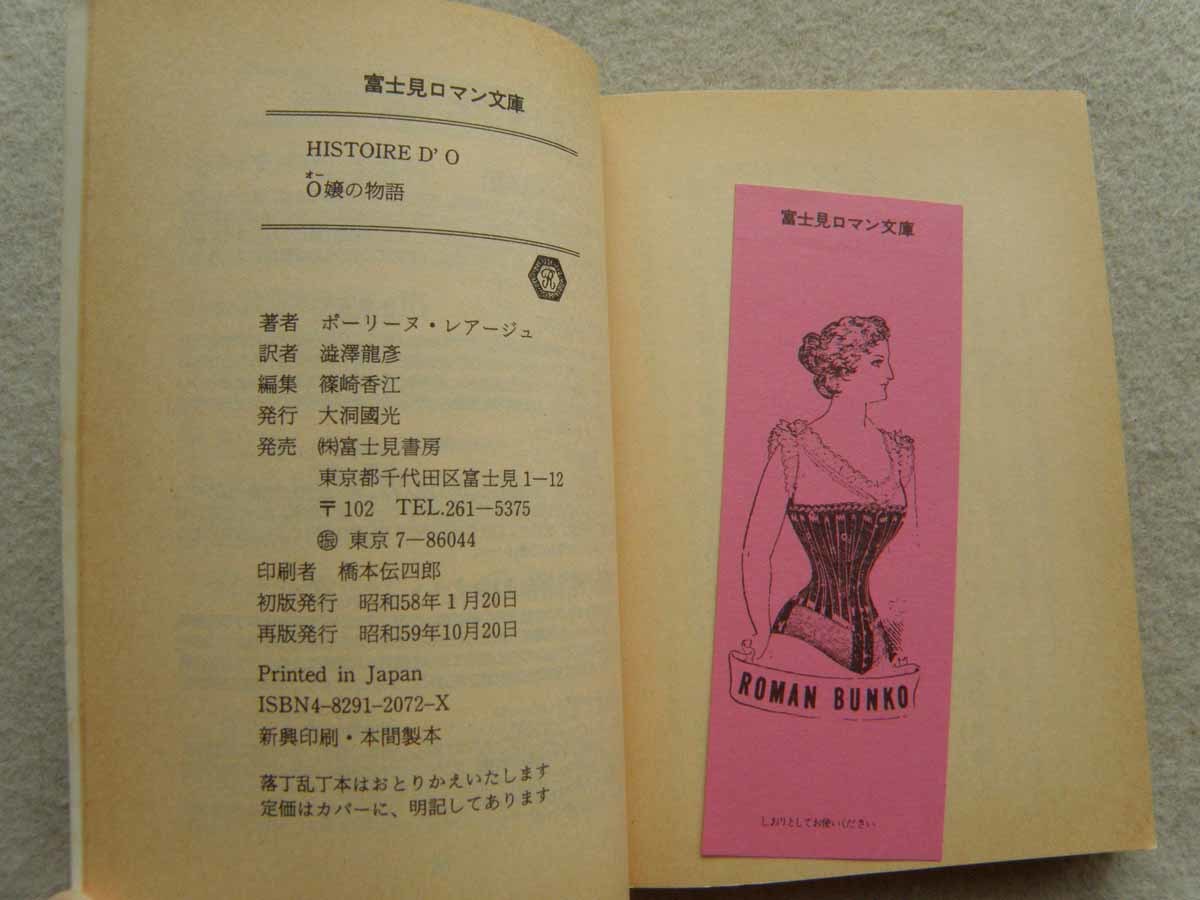 富士見ロマン文庫
HISTOIRE D' O
オー
O嬢の物語
R
著者 ポーリーヌ・レアージュ
訳者 澁澤龍彥
編集 篠崎香江
発行 大洞國光
発売 ㈱富士見書房
東京都千代田区富士見1―12
〒102 TEL.261―5375
㊺振 東京7―86044
印刷者 橋本伝四郎
初版発行 昭和58年1月20日
再版発行 昭和59年10月20日
Printed in Japan
ISBN4-8291-2072-X
新興印刷・本間製本
落丁乱丁本はおとりかえいたします
定価はカバーに、明記してあります
富士見ロマン文庫
ROMAN BUNKO
しおりとしてお使いください